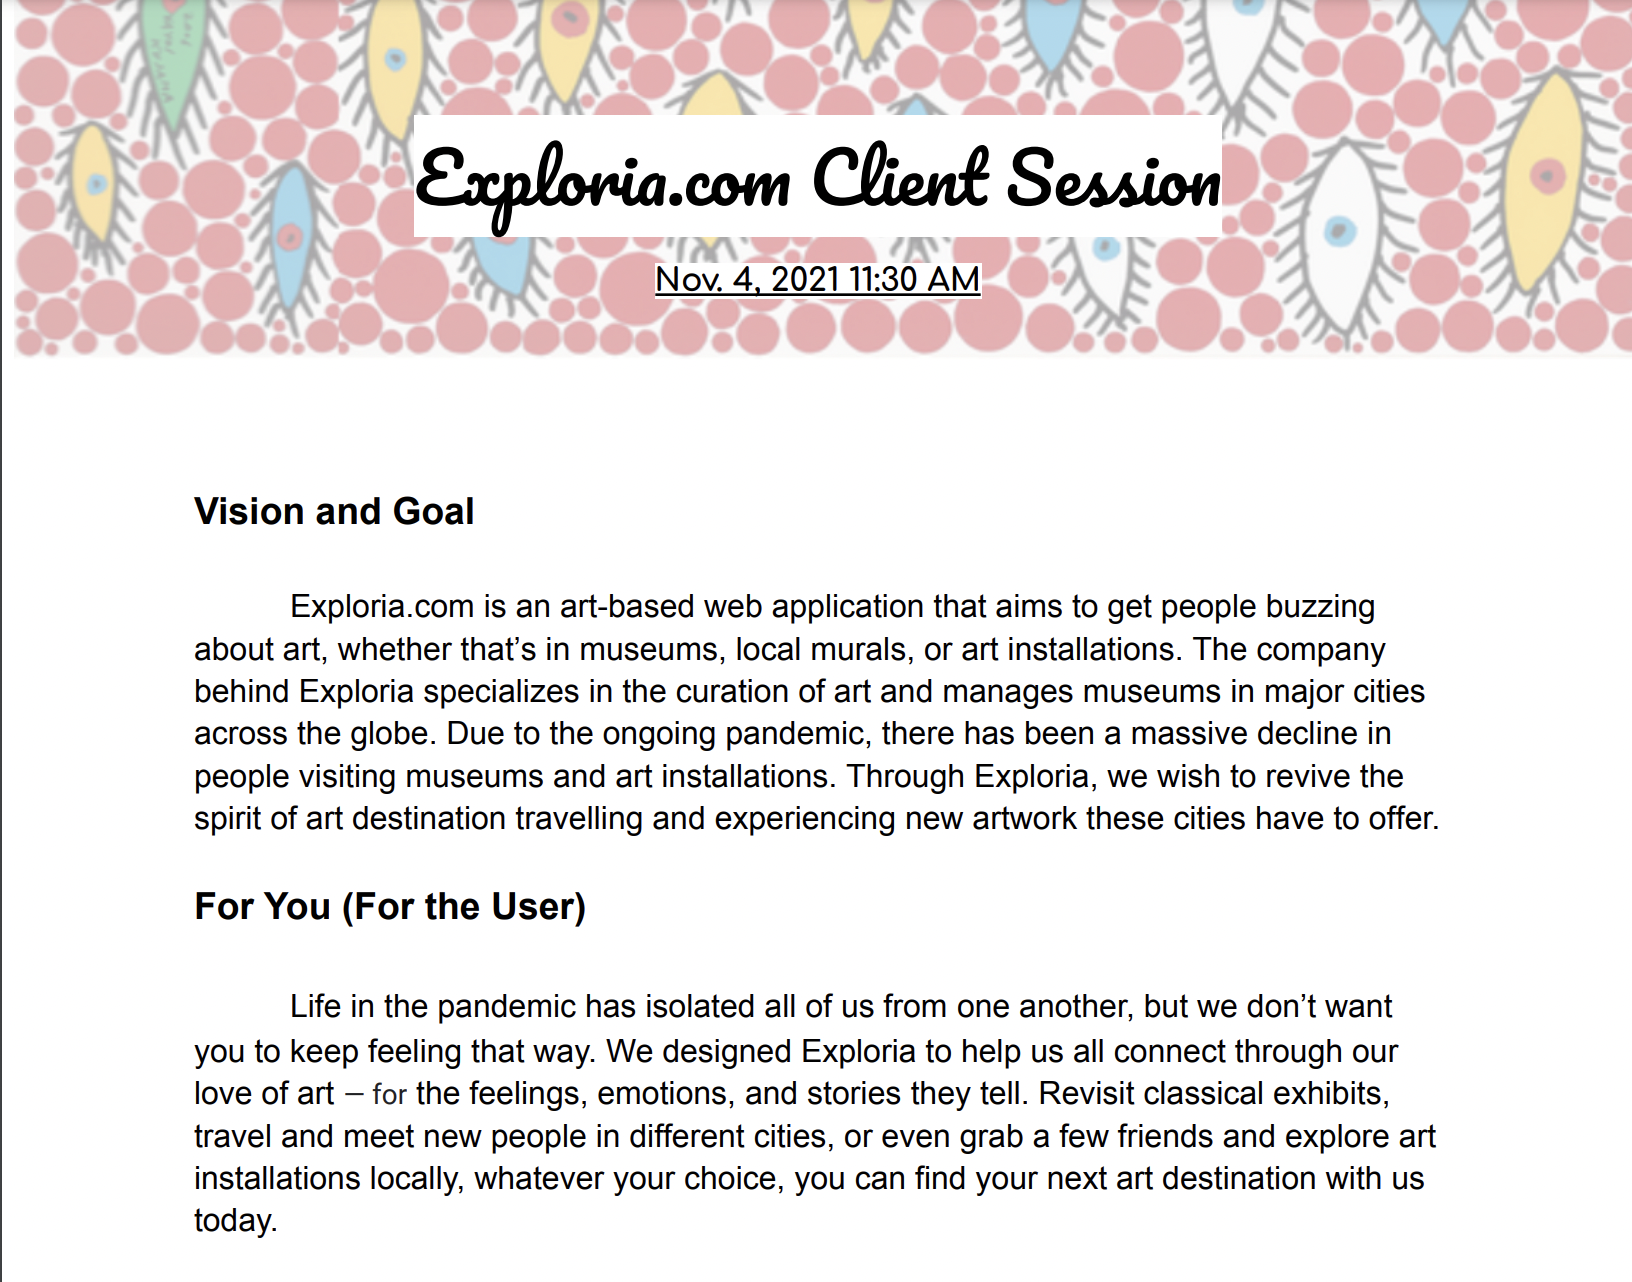 Exploria.com Client Session
Nov. 4, 2021 11:30 AM
Vision and Goal
Exploria.com is an art-based web application that aims to get people buzzing
about art, whether that’s in museums, local murals, or art installations. The company
behind Exploria specializes in the curation of art and manages museums in major cities
across the globe. Due to the ongoing pandemic, there has been a massive decline in
people visiting museums and art installations. Through Exploria, we wish to revive the
spirit of art destination travelling and experiencing new artwork these cities have to offer.
For You (For the User)
Life in the pandemic has isolated all of us from one another, but we don’t want
you to keep feeling that way. We designed Exploria to help us all connect through our
love of art – for the feelings, emotions, and stories they tell. Revisit classical exhibits,
travel and meet new people in different cities, or even grab a few friends and explore art
installations locally, whatever your choice, you can find your next art destination with us
today.